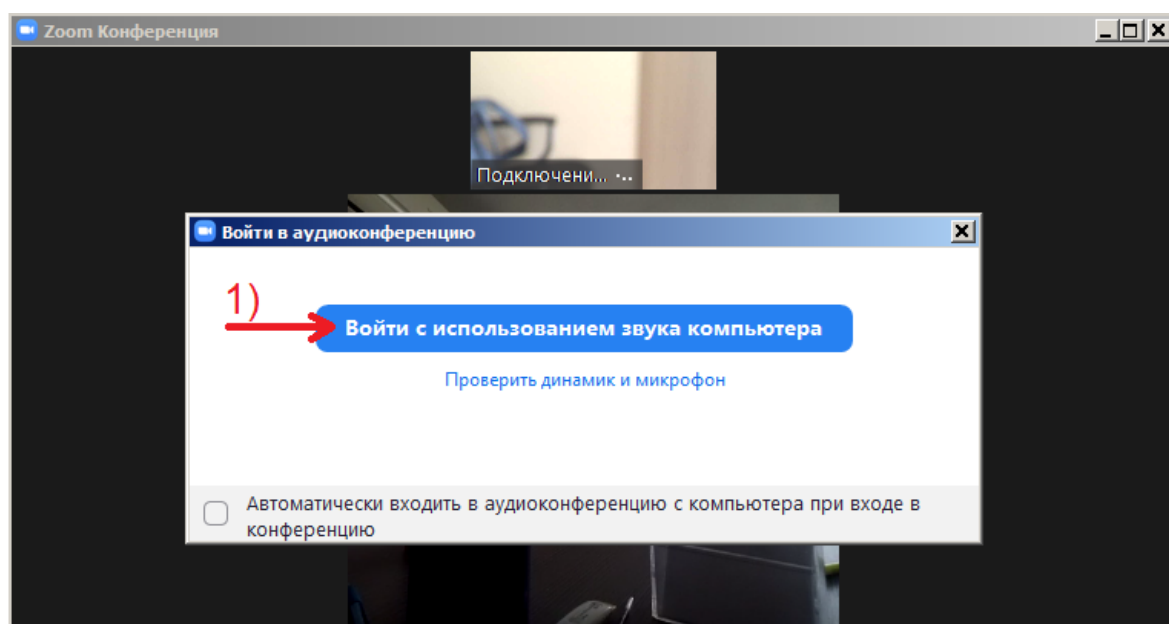 Zoom Конференция
Подключени... ·..
Войти в аудиоконференцию
1)
Войти с использованием звука компьютера
Проверить динамик и микрофон
Автоматически входить в аудиоконференцию с компьютера при входе в
конференцию